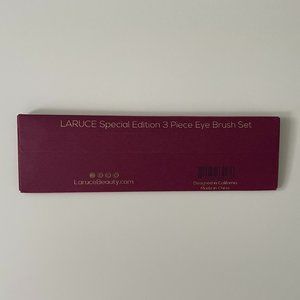 LARUCE Special Edition 3 Piece Eye Brush Set
LaruceBeauty.com
Designed in California
Made in China